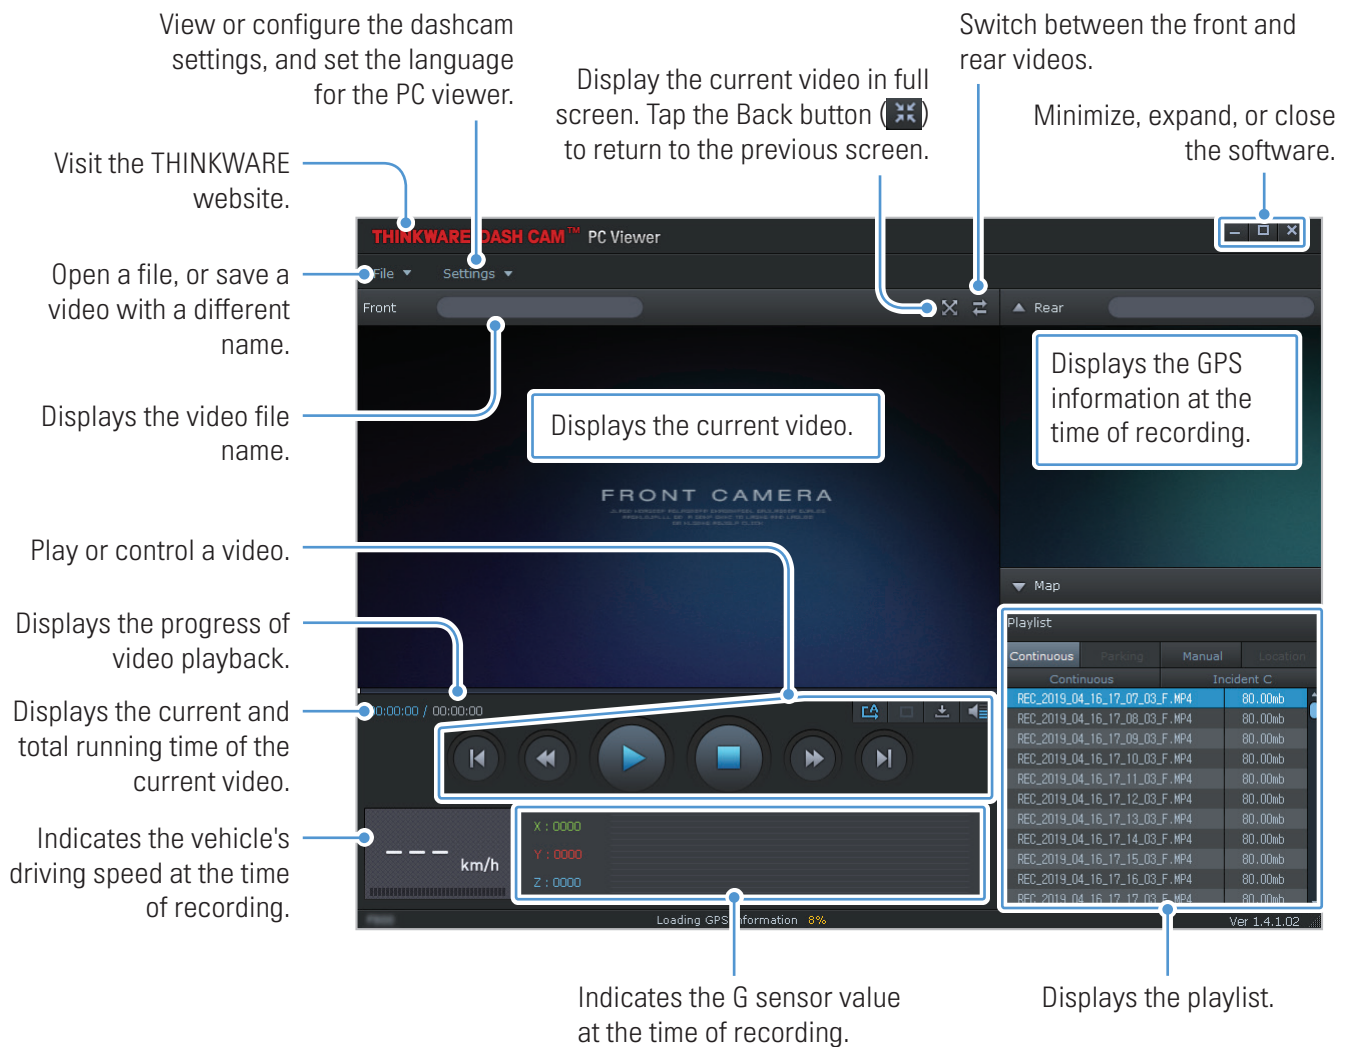 View or configure the dashcam
settings, and set the language
for the PC viewer.
Switch between the front and
rear videos.
Display the current video in full
screen. Tap the Back button ( )
to return to the previous screen.
Minimize, expand, or close
the software.
Visit the THINKWARE
website.
THINKWARE DASH CAM™ PC Viewer
Open a file, or save a
video with a different
name.
File Settings
Front
Rear
Displays the GPS
information at the
time of recording.
Displays the video file
name.
Displays the current video.
FRONT CAMERA
Play or control a video.
Map
Displays the progress of
video playback.
Playlist
Continuous Parking Manual Location
Continuous Incident C
Displays the current and
total running time of the
current video.
00:00:00 / 00:00:00
REC_2019_04_16_17_07_03_F.MP4 80.00mb
REC_2019_04_16_17_08_03_F.MP4 80.00mb
REC_2019_04_16_17_09_03_F.MP4 80.00mb
REC_2019_04_16_17_10_03_F.MP4 80.00mb
REC_2019_04_16_17_11_03_F.MP4 80.00mb
REC_2019_04_16_17_12_03_F.MP4 80.00mb
REC_2019_04_16_17_13_03_F.MP4 80.00mb
REC_2019_04_16_17_14_03_F.MP4 80.00mb
REC_2019_04_16_17_15_03_F.MP4 80.00mb
REC_2019_04_16_17_16_03_F.MP4 80.00mb
REC_2019_04_16_17_17_03_F.MP4 80.00mb
Indicates the vehicle's
driving speed at the time
of recording.
--- km/h
X : 0000
Y : 0000
Z : 0000
Loading GPS information 8%
Ver 1.4.1.02
Indicates the G sensor value
at the time of recording.
Displays the playlist.